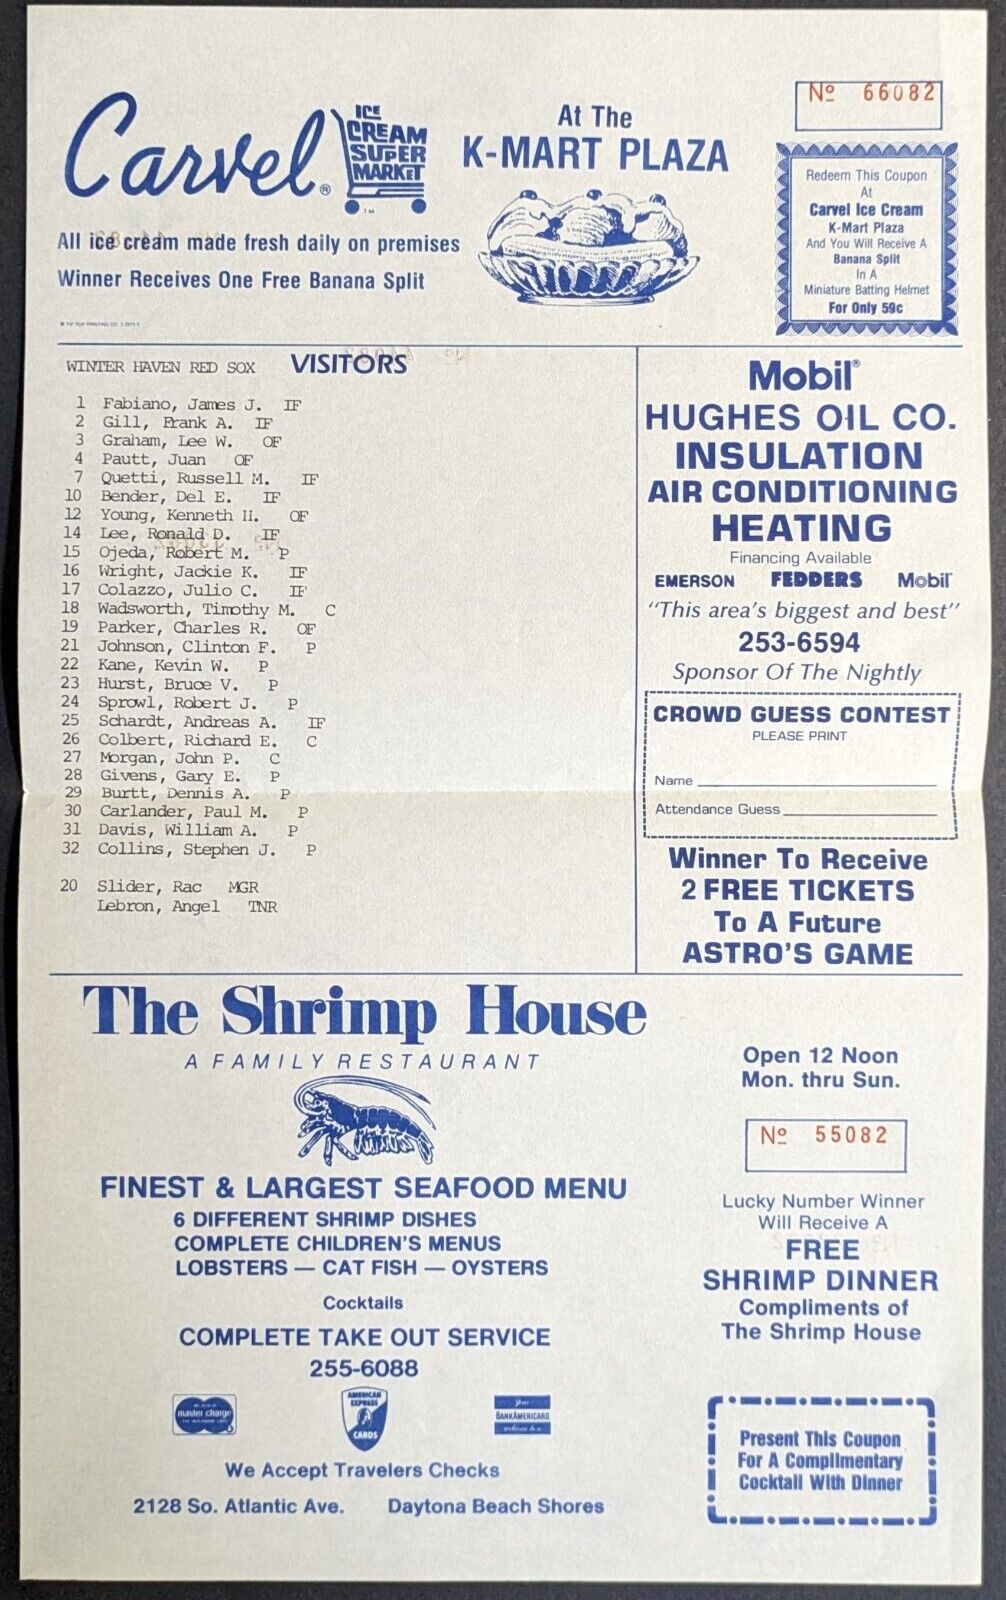 Carvel®
ICE
CREAM
SUPER
MARKET
TM
All ice cream made fresh daily on premises
Winner Receives One Free Banana Split
At The
K-MART PLAZA
No 66082
Redeem This Coupon
At
Carvel Ice Cream
K-Mart Plaza
And You Will Receive A
Banana Split
In A
Miniature Batting Helmet
For Only 59c
WINTER HAVEN RED SOX VISITORS
1 Fabiano, James J. IF
2 Gill, Frank A. IF
3 Graham, Lee W. OF
4 Pautt, Juan OF
7 Quetti, Russell M. IF
10 Bender, Del E. IF
12 Young, Kenneth H. OF
14 Lee, Ronald D. IF
15 Ojeda, Robert M. P
16 Wright, Jackie K. IF
17 Colazzo, Julio C. IF
18 Wadsworth, Timothy M. C
19 Parker, Charles R. OF
21 Johnson, Clinton F. P
22 Kane, Kevin W. P
23 Hurst, Bruce V. P
24 Sprowl, Robert J. P
25 Schardt, Andreas A. IF
26 Colbert, Richard E. C
27 Morgan, John P. C
28 Givens, Gary E. P
29 Burtt, Dennis A. P
30 Carlander, Paul M. P
31 Davis, William A. P
32 Collins, Stephen J. P
20 Slider, Rac MGR
Lebron, Angel TNR
Mobil®
HUGHES OIL CO.
INSULATION
AIR CONDITIONING
HEATING
Financing Available
EMERSON FEDDERS Mobil
"This area's biggest and best"
253-6594
Sponsor Of The Nightly
CROWD GUESS CONTEST
PLEASE PRINT
Name
Attendance Guess
Winner To Receive
2 FREE TICKETS
To A Future
ASTRO'S GAME
The Shrimp House
A FAMILY RESTAURANT
FINEST & LARGEST SEAFOOD MENU
6 DIFFERENT SHRIMP DISHES
COMPLETE CHILDREN'S MENUS
LOBSTERS — CAT FISH — OYSTERS
Cocktails
COMPLETE TAKE OUT SERVICE
255-6088
master charge
AMERICAN
EXPRESS
CARDS
BANKAMERICARD
We Accept Travelers Checks
2128 So. Atlantic Ave. Daytona Beach Shores
Open 12 Noon
Mon. thru Sun.
No 55082
Lucky Number Winner
Will Receive A
FREE
SHRIMP DINNER
Compliments of
The Shrimp House
Present This Coupon
For A Complimentary
Cocktail With Dinner